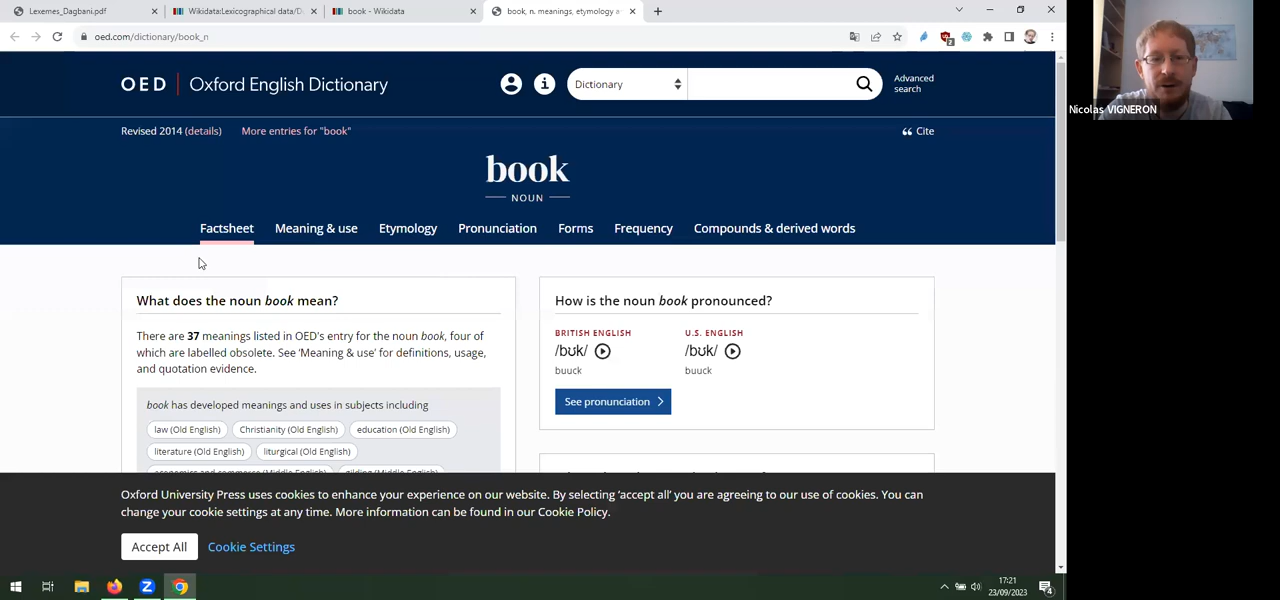 Lexemes_Dagbani.pdf
Wikidata:Lexicographical data/D
book - Wikidata
book, n. meanings, etymology a
oed.com/dictionary/book_n
OED | Oxford English Dictionary
Dictionary
Advanced
search
Revised 2014 (details)
More entries for "book"
Cite
book
NOUN
Factsheet
Meaning & use
Etymology
Pronunciation
Forms
Frequency
Compounds & derived words
What does the noun book mean?
There are 37 meanings listed in OED's entry for the noun book, four of
which are labelled obsolete. See 'Meaning & use' for definitions, usage,
and quotation evidence.
book has developed meanings and uses in subjects including
law (Old English)
Christianity (Old English)
education (Old English)
literature (Old English)
liturgical (Old English)
economics and commerce (Middle English)
gilding (Middle English)
How is the noun book pronounced?
BRITISH ENGLISH
/bʊk/
buuck
U.S. ENGLISH
/bʊk/
buuck
See pronunciation
Oxford University Press uses cookies to enhance your experience on our website. By selecting 'accept all' you are agreeing to our use of cookies. You can
change your cookie settings at any time. More information can be found in our Cookie Policy.
Accept All
Cookie Settings
17:21
23/09/2023
Nicolas VIGNERON